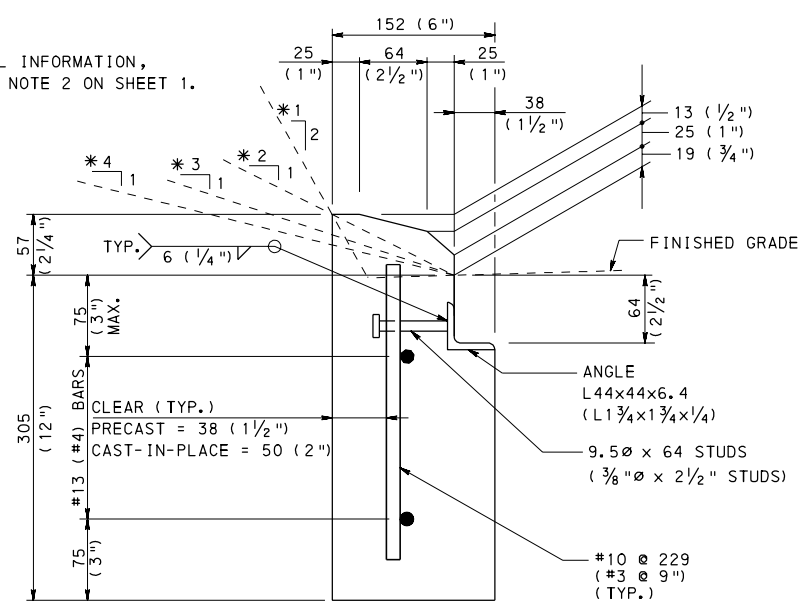 152 (6")
25
(1")
64
(2½")
25
(1")
L INFORMATION,
NOTE 2 ON SHEET 1.
38
(1½")
13 (½")
25 (1")
19 (¾")
*1
2
*2
1
*3
1
*4
1
57
(2¼")
TYP.
6 (¼")
FINISHED GRADE
75
(3")
MAX.
64
(2½")
305
(12")
#13 (#4) BARS
CLEAR (TYP.)
PRECAST = 38 (1½")
CAST-IN-PLACE = 50 (2")
ANGLE
L44x44x6.4
(L1¾x1¾x¼)
9.5ø x 64 STUDS
(⅜"ø x 2½" STUDS)
75
(3")
#10 @ 229
(#3 @ 9")
(TYP.)